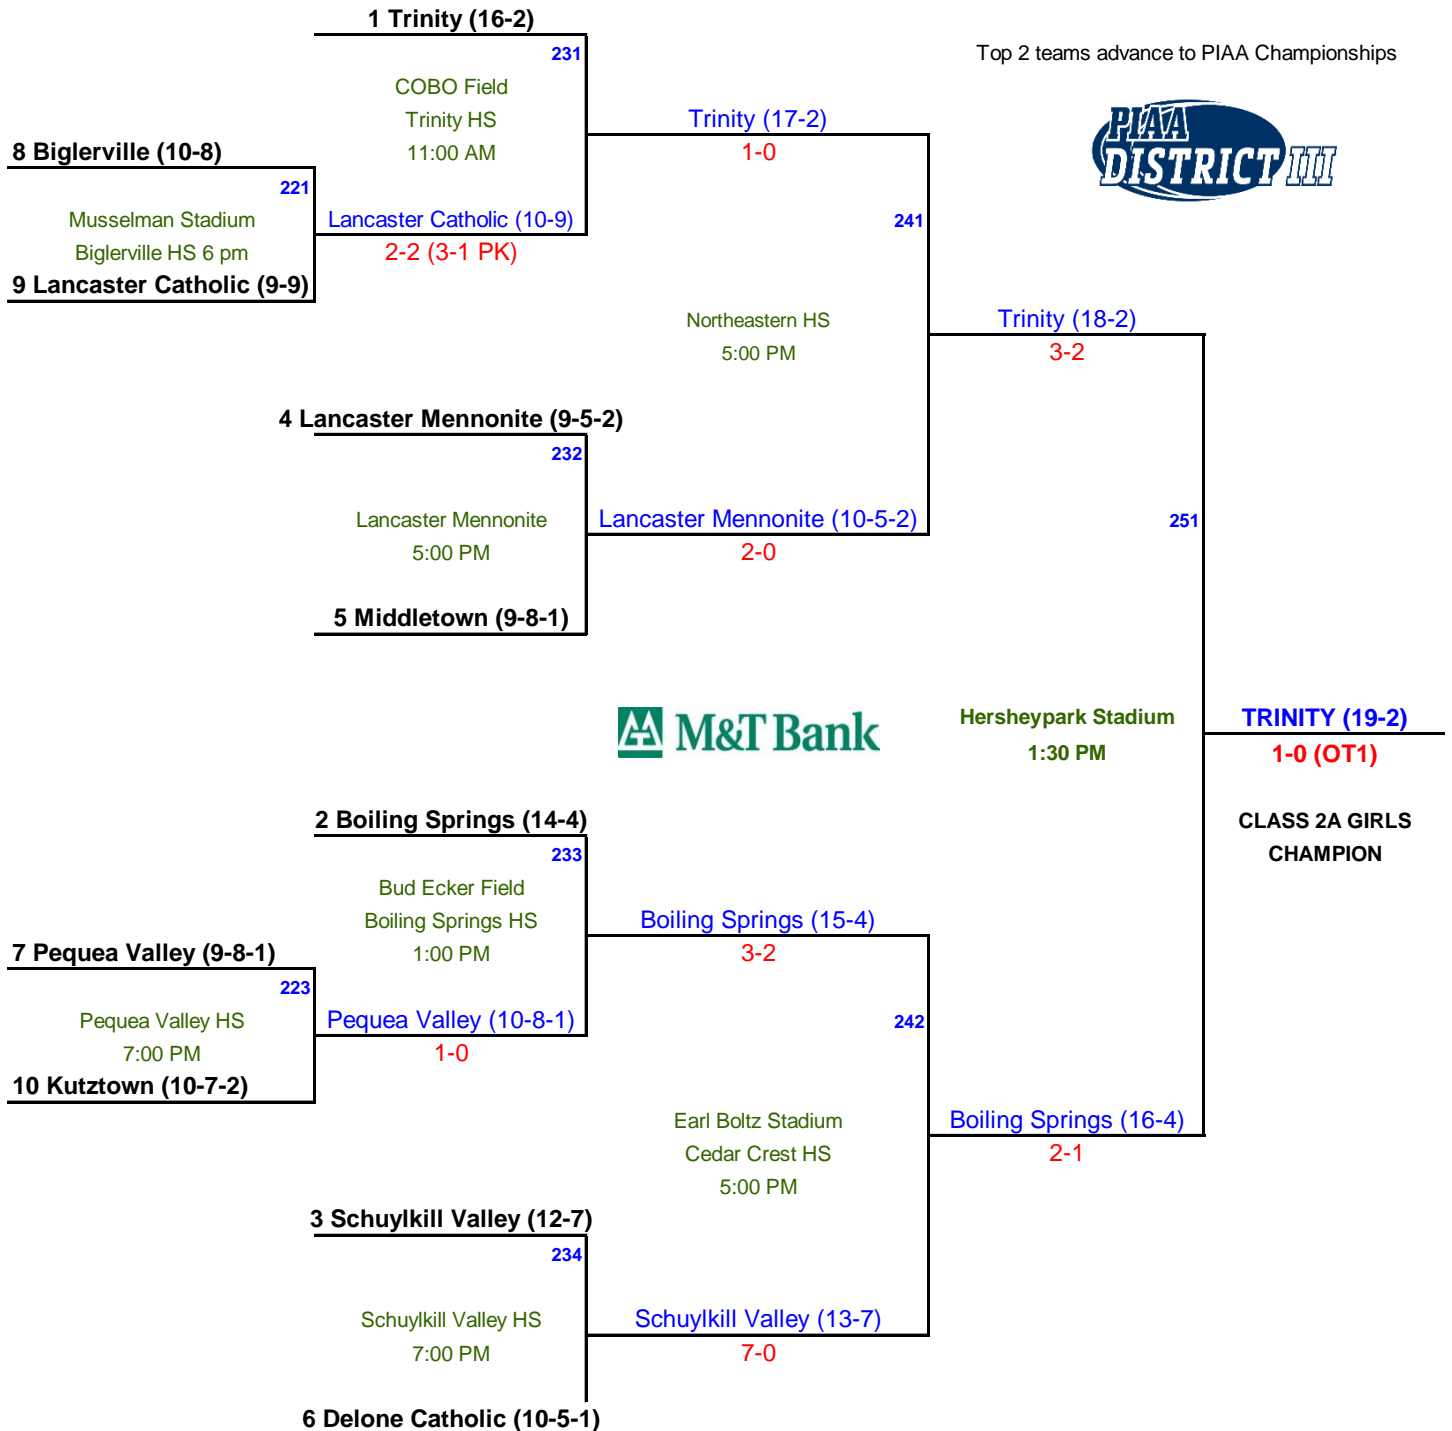 1 Trinity (16-2)
231
Top 2 teams advance to PIAA Championships
COBO Field
Trinity HS
11:00 AM
Trinity (17-2)
1-0
PIAA
DISTRICT III
8 Biglerville (10-8)
221
Musselman Stadium
Biglerville HS 6 pm
Lancaster Catholic (10-9)
2-2 (3-1 PK)
241
9 Lancaster Catholic (9-9)
Northeastern HS
5:00 PM
Trinity (18-2)
3-2
4 Lancaster Mennonite (9-5-2)
232
Lancaster Mennonite
5:00 PM
Lancaster Mennonite (10-5-2)
2-0
251
5 Middletown (9-8-1)
M&T Bank
Hersheypark Stadium
1:30 PM
TRINITY (19-2)
1-0 (OT1)
CLASS 2A GIRLS
CHAMPION
2 Boiling Springs (14-4)
233
Bud Ecker Field
Boiling Springs HS
1:00 PM
Boiling Springs (15-4)
3-2
7 Pequea Valley (9-8-1)
223
Pequea Valley HS
7:00 PM
Pequea Valley (10-8-1)
1-0
242
10 Kutztown (10-7-2)
Earl Boltz Stadium
Cedar Crest HS
5:00 PM
Boiling Springs (16-4)
2-1
3 Schuylkill Valley (12-7)
234
Schuylkill Valley HS
7:00 PM
Schuylkill Valley (13-7)
7-0
6 Delone Catholic (10-5-1)